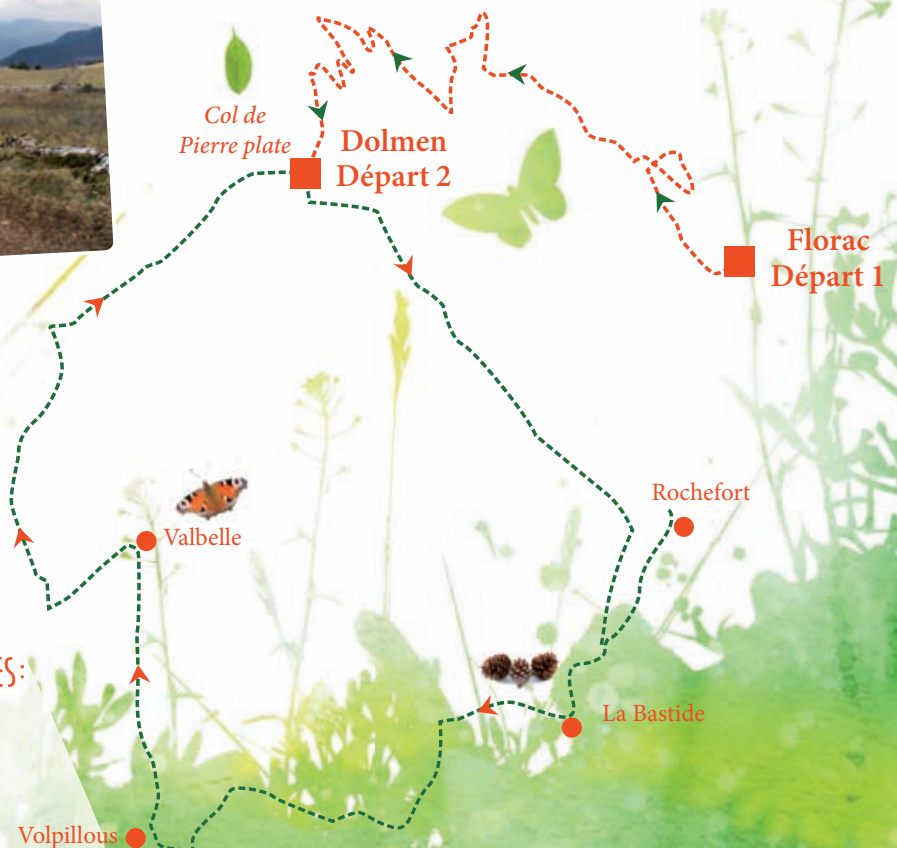 Col de
Pierre plate
Dolmen
Départ 2
Florac
Départ 1
Rochefort
Valbelle
La Bastide
Volpillous